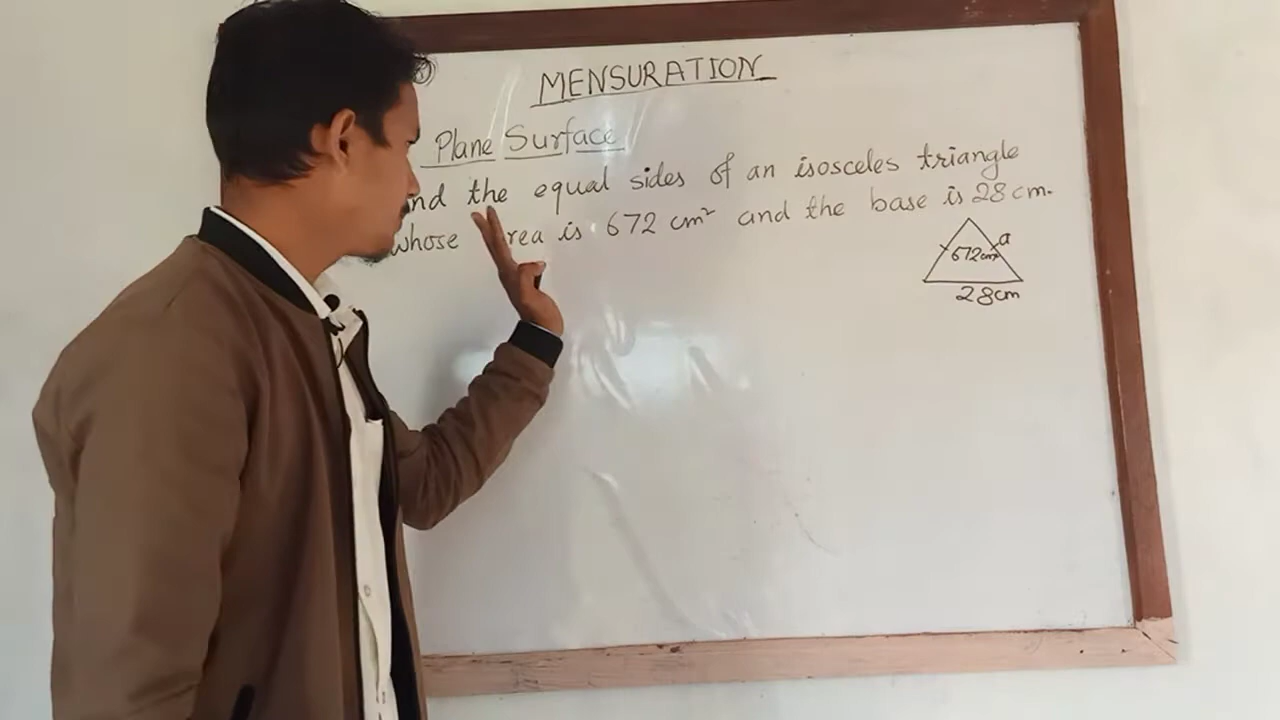 MENSURATION
Plane Surface
nd the equal sides of an isosceles triangle
whose rea is 672 cm² and the base is 28 cm.
a
672cm²
28cm